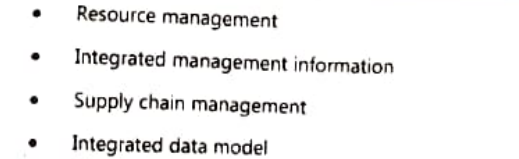 • Resource management
• Integrated management information
• Supply chain management
• Integrated data model